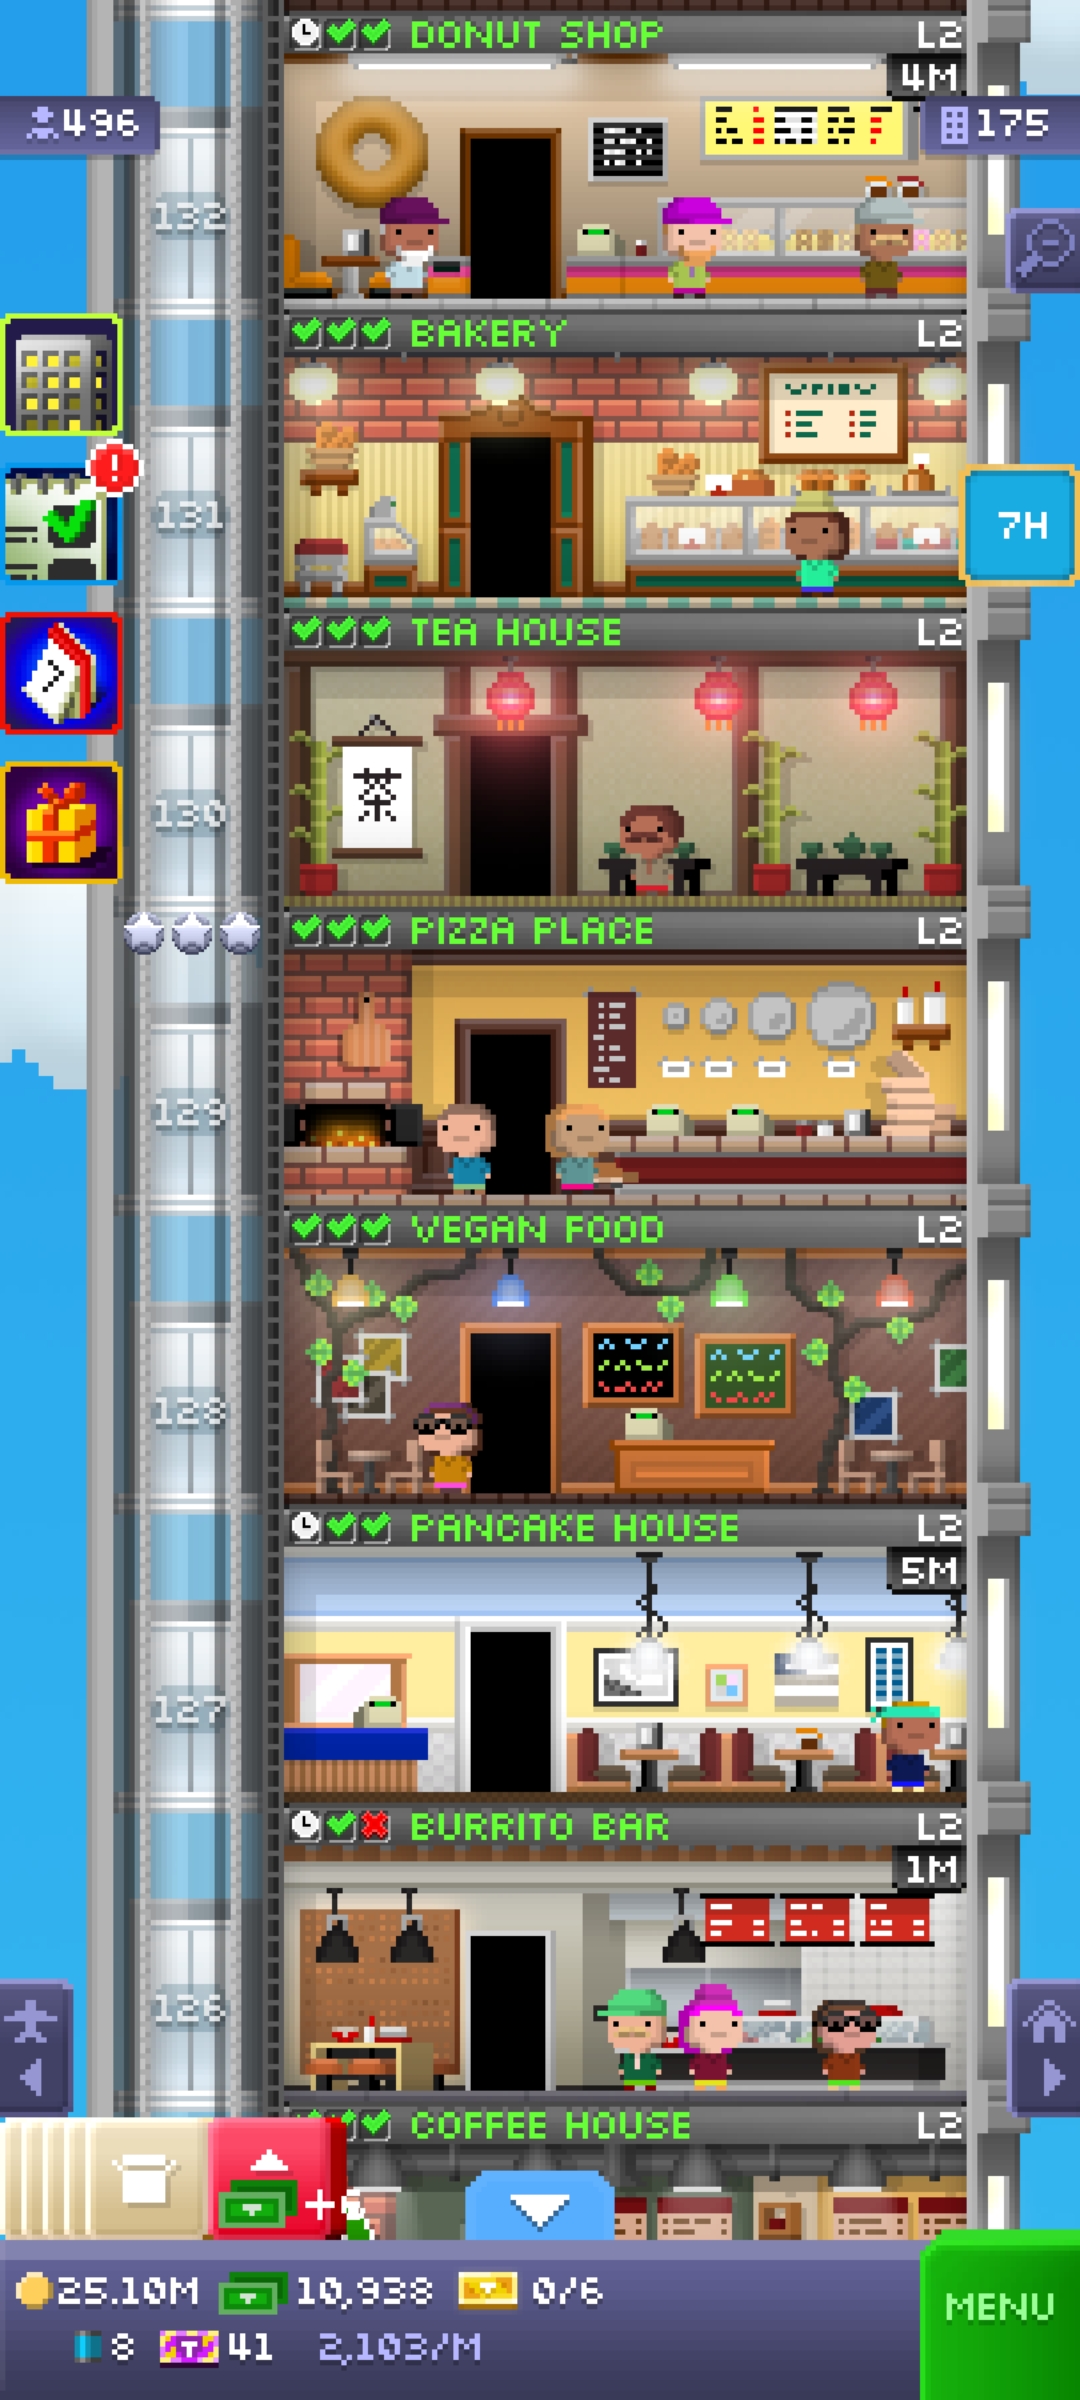 DONUT SHOP L2
4M
496
175
132
BAKERY L2
131
7H
TEA HOUSE L2
茶
130
PIZZA PLACE L2
129
VEGAN FOOD L2
128
PANCAKE HOUSE L2
5M
127
BURRITO BAR L2
1M
126
COFFEE HOUSE L2
+
25.10M 10,938 0/6
8 T 41 2,103/M
MENU